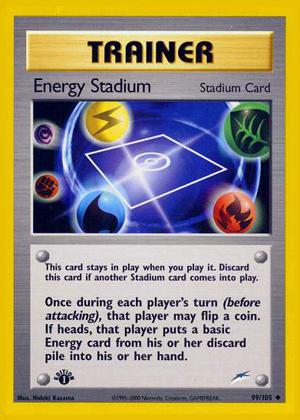 TRAINER
Energy Stadium
Stadium Card
This card stays in play when you play it. Discard
this card if another Stadium card comes into play.
Once during each player's turn (before
attacking), that player may flip a coin.
If heads, that player puts a basic
Energy card from his or her discard
pile into his or her hand.
EDITION
1
Illus. Hideki Kazama
©1995-2000 Nintendo, Creatures, GAMEFREAK.
99/105